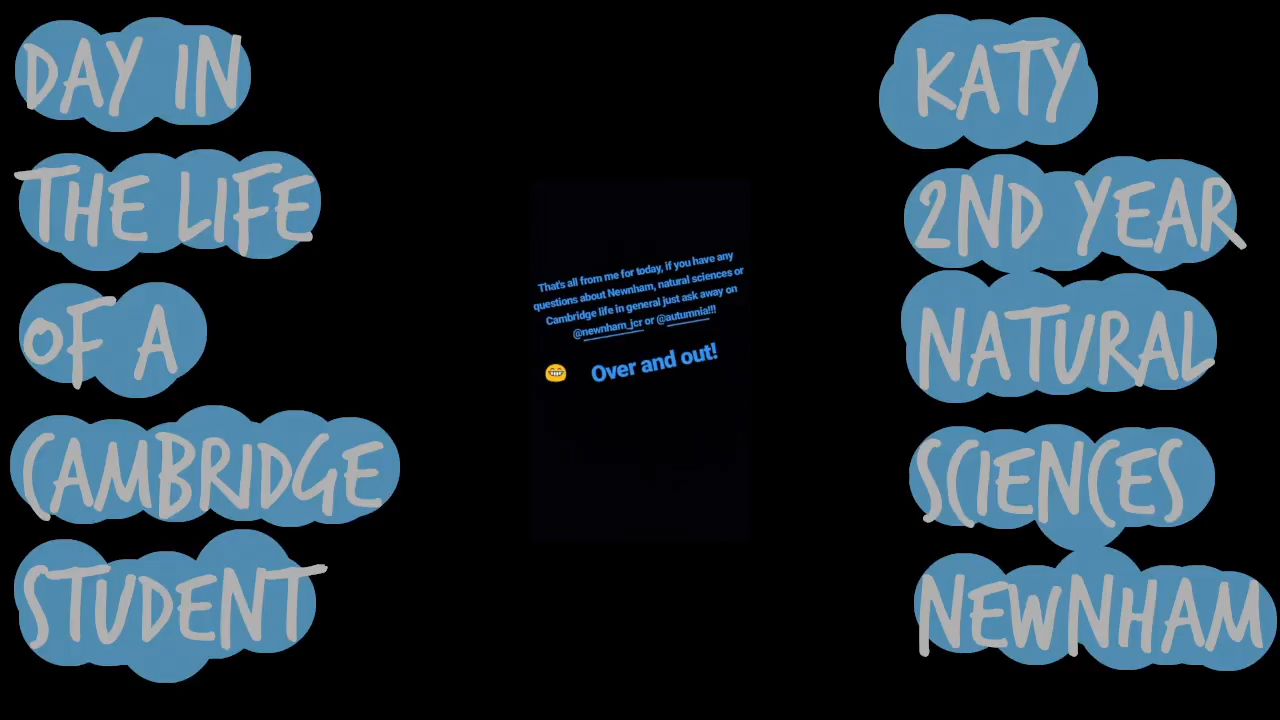 DAY IN
THE LIFE
OF A
CAMBRIDGE
STUDENT
That's all from me for today, if you have any
questions about Newnham, natural sciences or
Cambridge life in general just ask away on
@newnham_jcr or @autumnia!!!
😁 Over and out!
KATY
2ND YEAR
NATURAL
SCIENCES
NEWNHAM